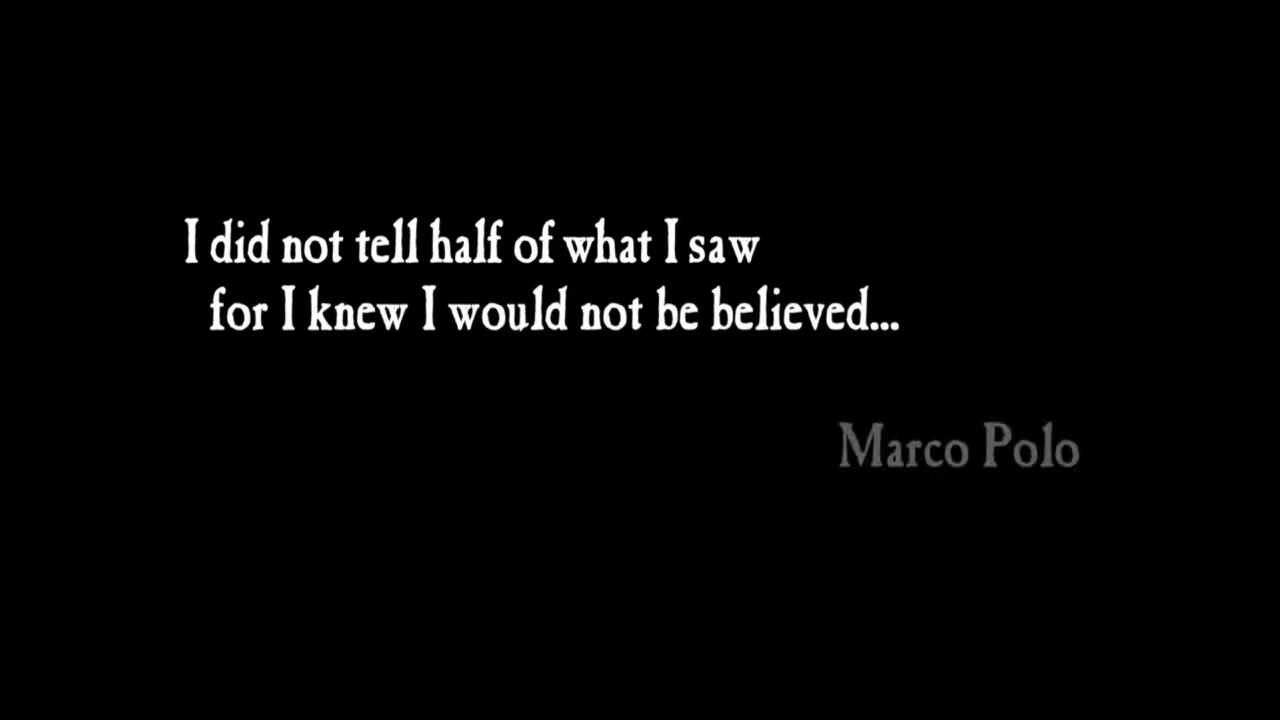 I did not tell half of what I saw
for I knew I would not be believed...
Marco Polo